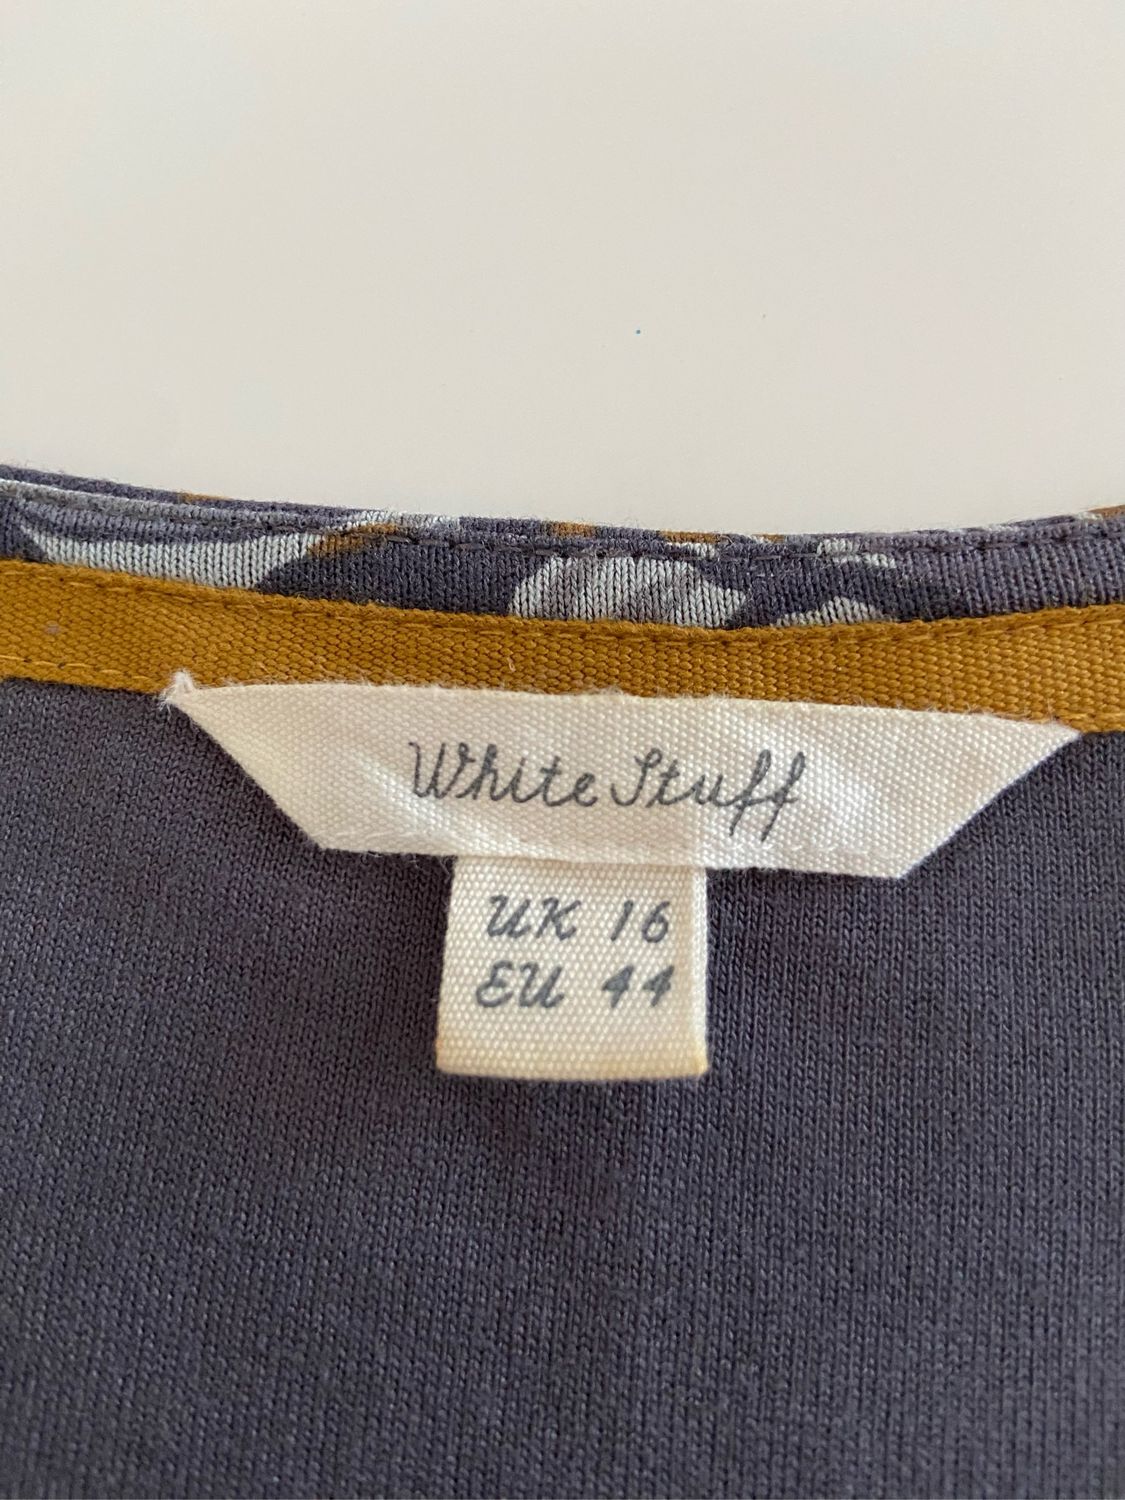 White Stuff
UK 16
EU 44